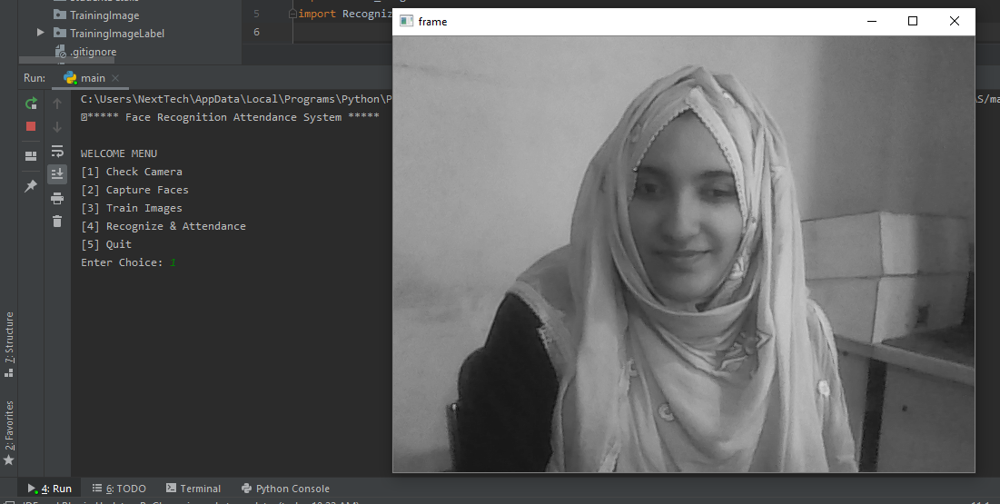 TrainingImage
TrainingImageLabel
.gitignore
5
import Recogniz
6
frame
Run:
main
C:\Users\NextTech\AppData\Local\Programs\Python\P
S/ma
***** Face Recognition Attendance System *****
WELCOME MENU
[1] Check Camera
[2] Capture Faces
[3] Train Images
[4] Recognize & Attendance
[5] Quit
Enter Choice: 1
7: Structure
2: Favorites
4: Run
6: TODO
Terminal
Python Console